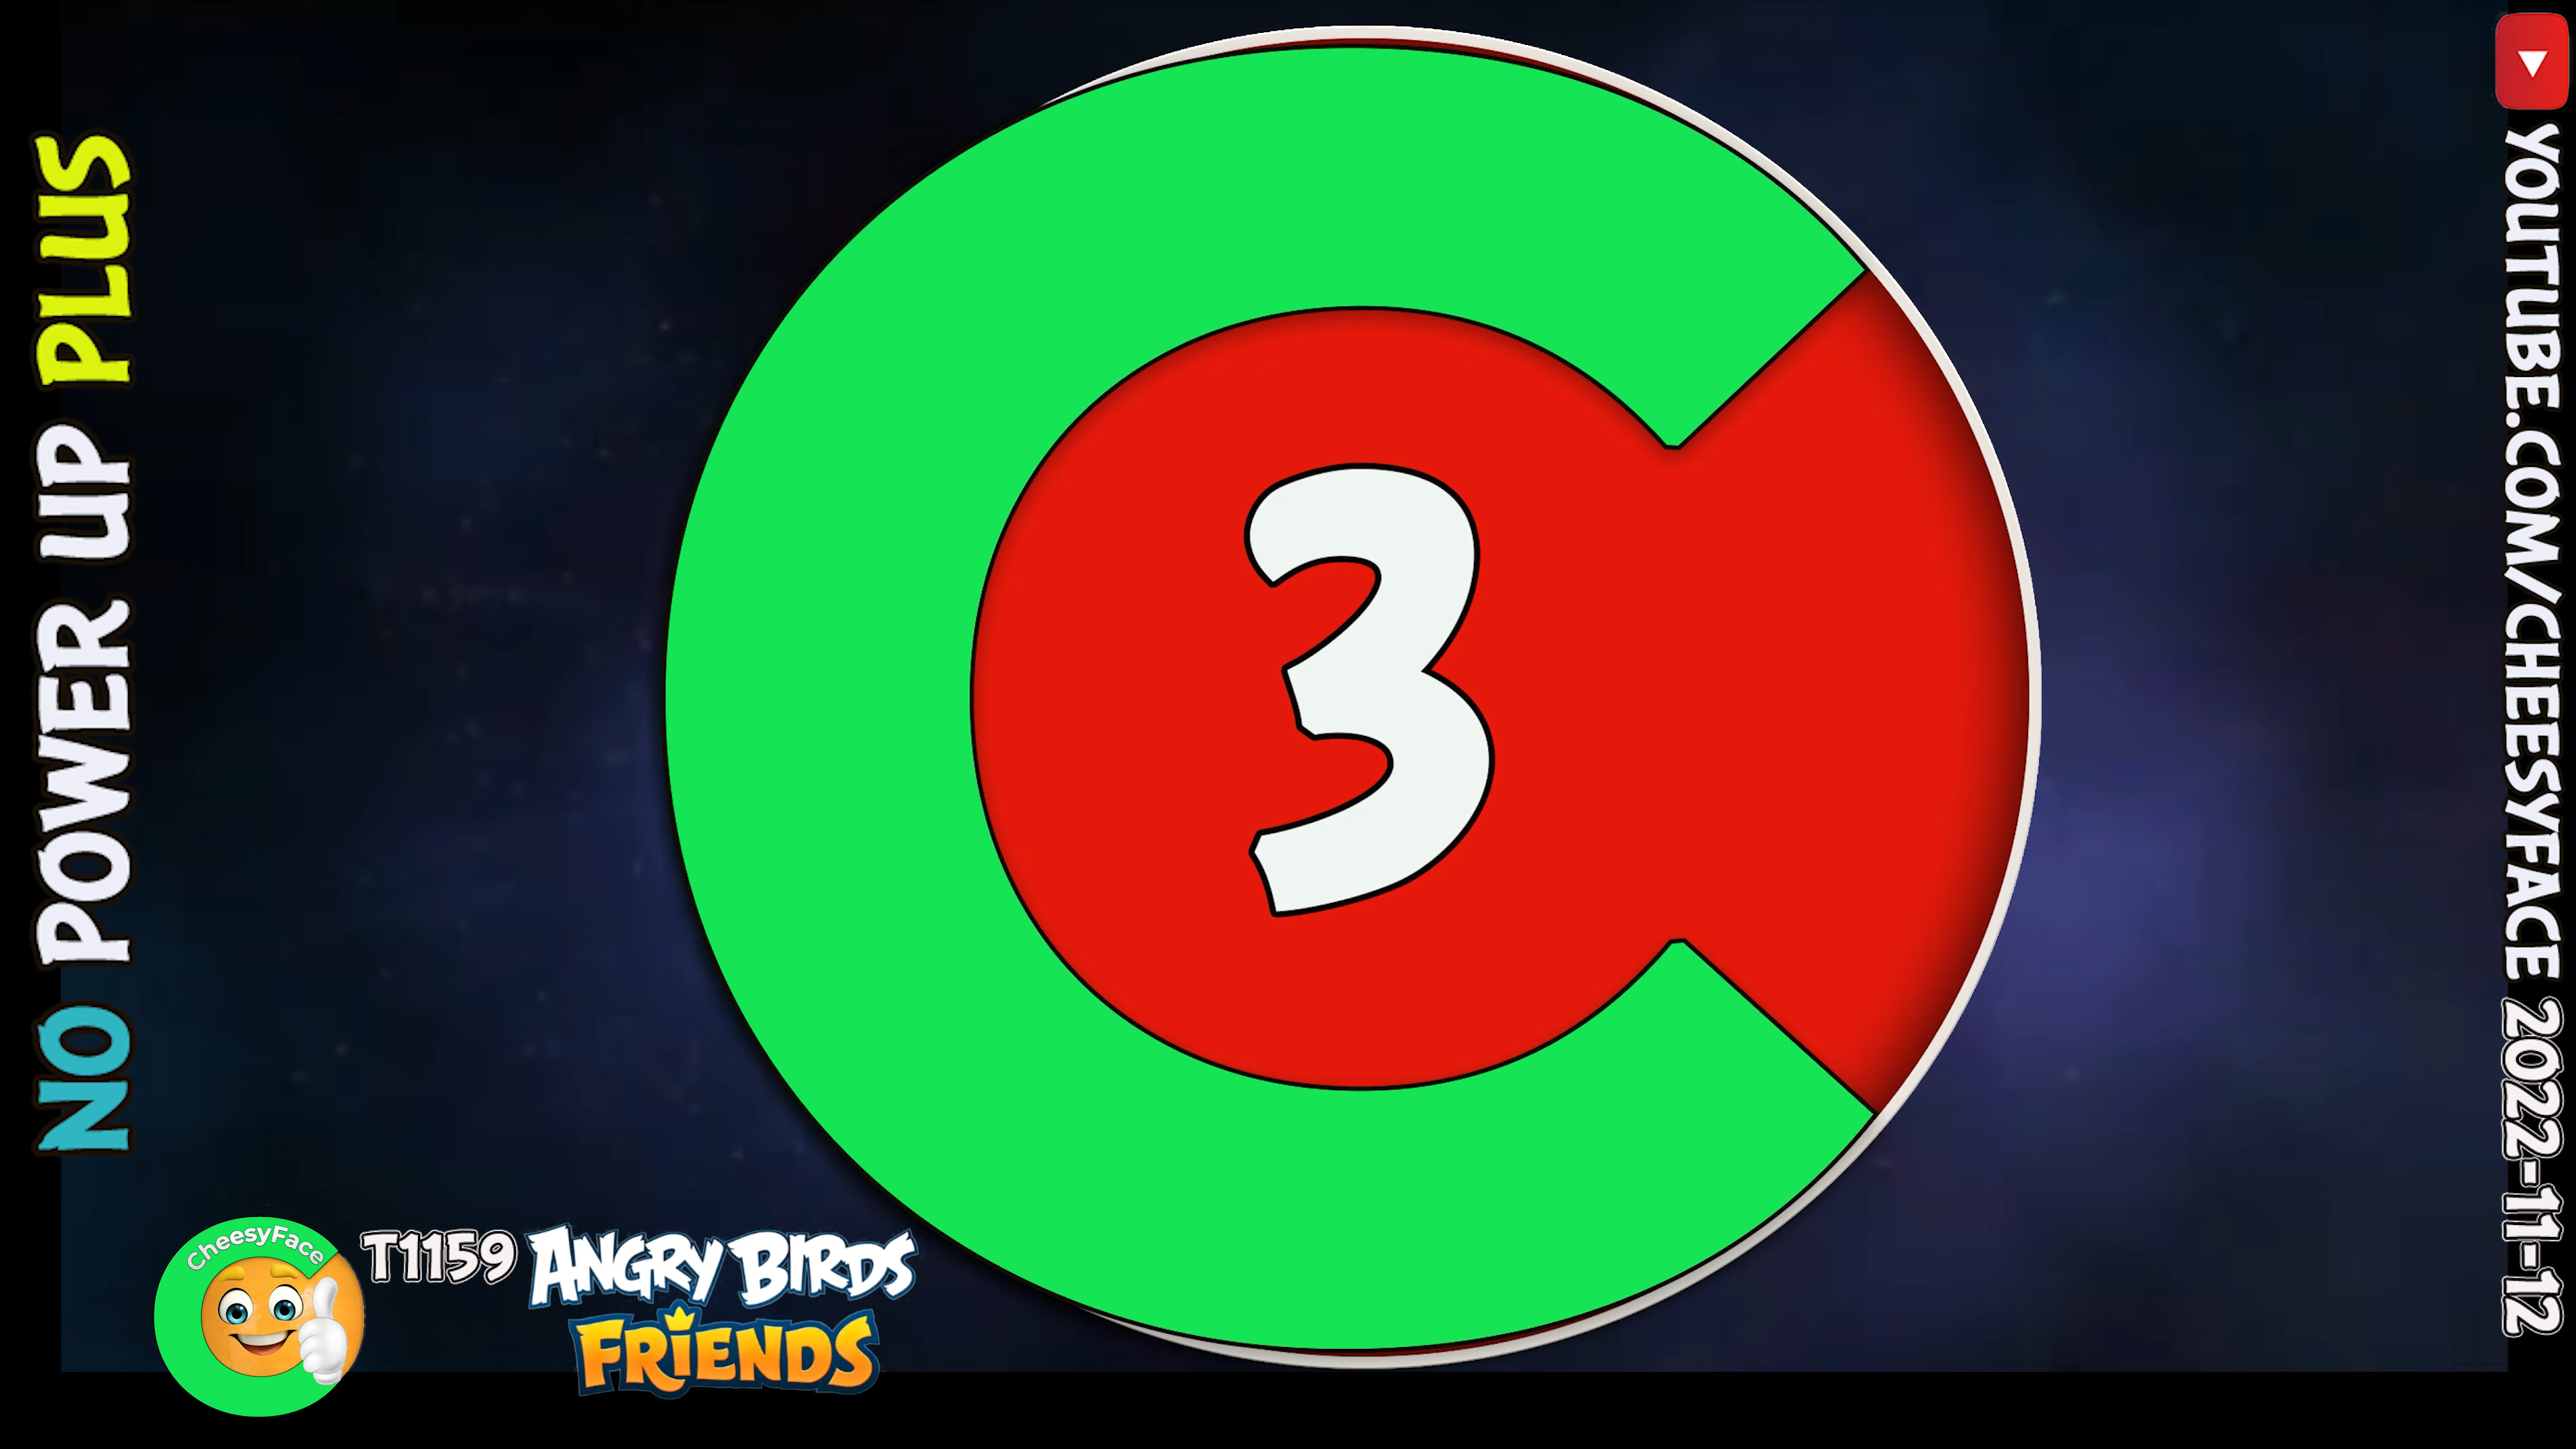 NO POWER UP PLUS
C
3
CheesyFace
T1159
ANGRY BIRDS
FRIENDS
YOUTUBE.COM/CHEESYFACE 2022-11-12